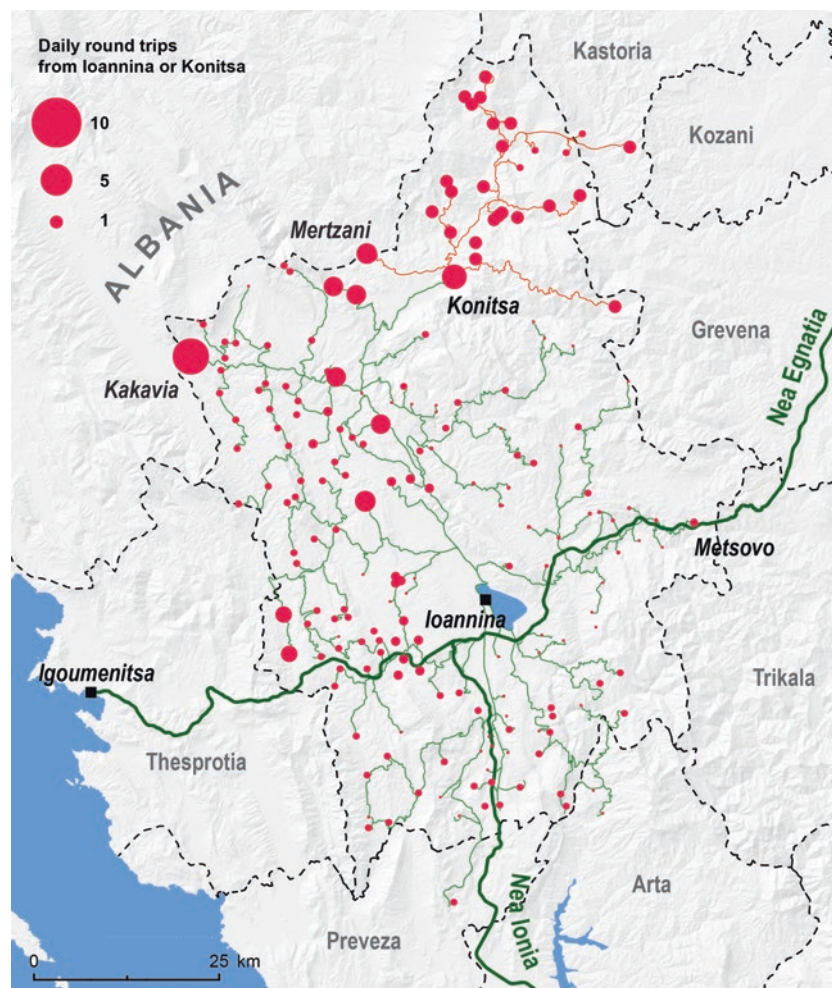 Daily round trips
from Ioannina or Konitsa
10
5
1
Kastoria
Kozani
ALBANIA
Mertzani
Konitsa
Grevena
Nea Egnatia
Kakavia
Metsovo
Ioannina
Igoumenitsa
Trikala
Thesprotia
Arta
Nea Ionia
Preveza
0 25 km